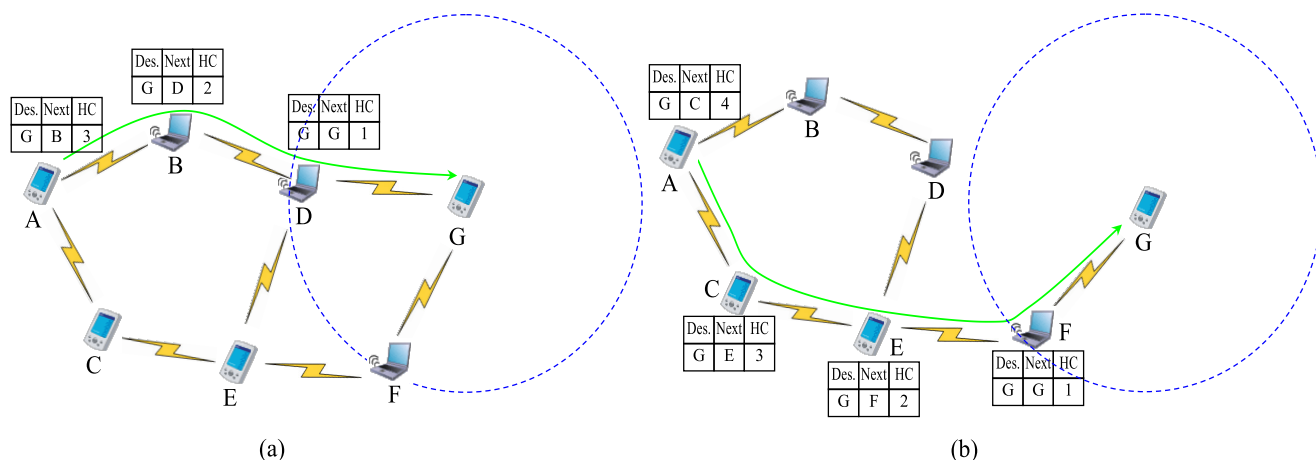 Des. Next HC
G D 2
Des. Next HC
G B 3
Des. Next HC
G G 1
B
A
D
G
C
E
F
(a)
Des. Next HC
G C 4
B
A
D
G
C
Des. Next HC
G E 3
E
Des. Next HC
G F 2
F
Des. Next HC
G G 1
(b)